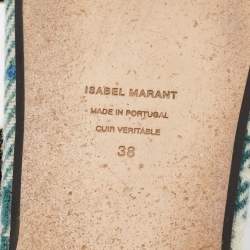 ISABEL MARANT
MADE IN PORTUGAL
CUIR VERITABLE
38